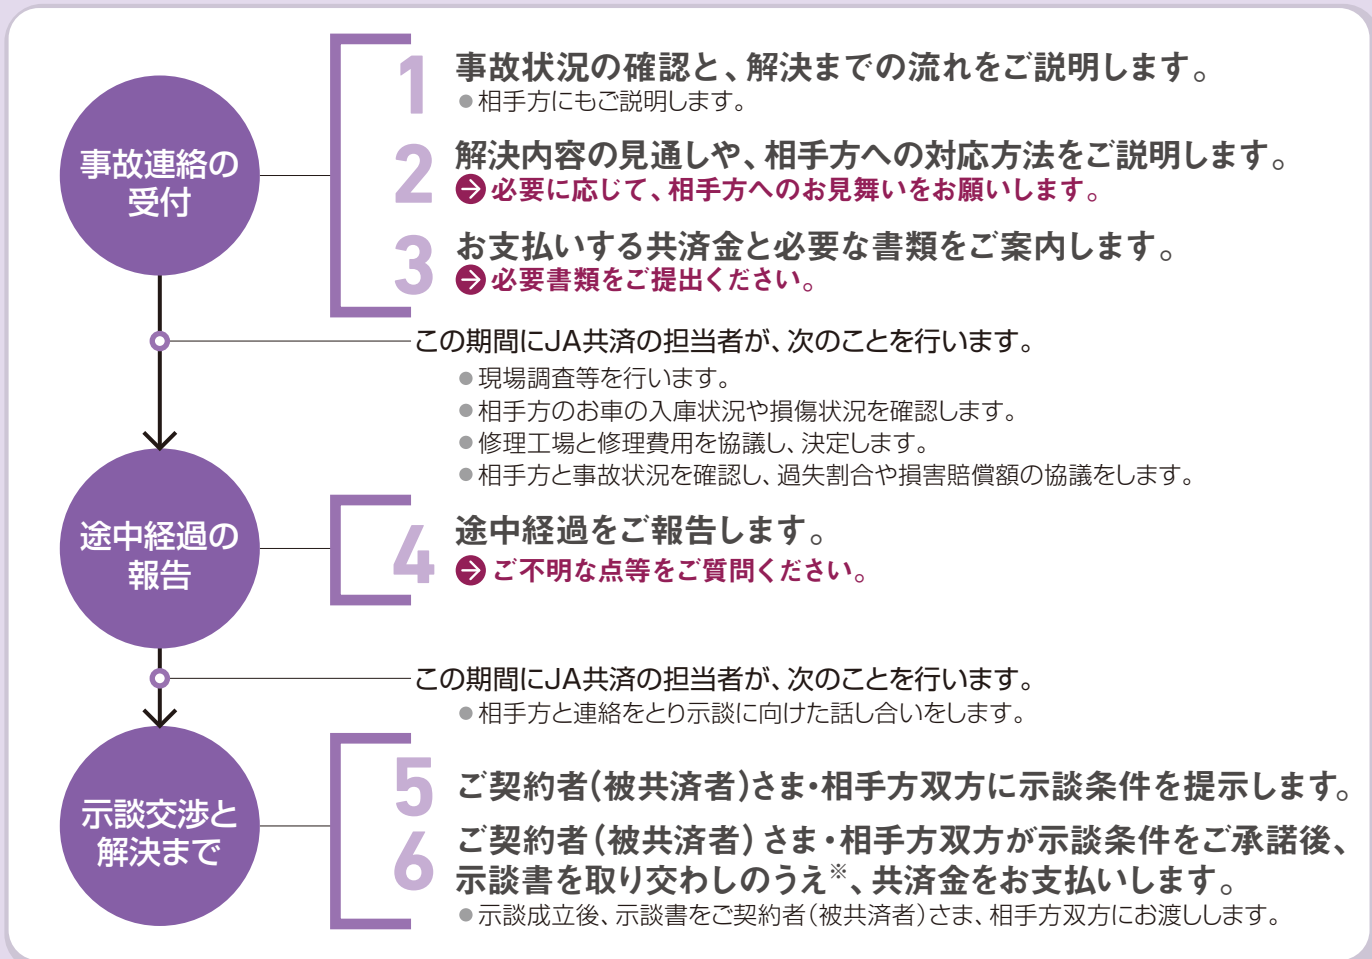 事故連絡の
受付
1 事故状況の確認と、解決までの流れをご説明します。
●相手方にもご説明します。
2 解決内容の見通しや、相手方への対応方法をご説明します。
必要に応じて、相手方へのお見舞いをお願いします。
3 お支払いする共済金と必要な書類をご案内します。
必要書類をご提出ください。
この期間にJA共済の担当者が、次のことを行います。
●現場調査等を行います。
●相手方のお車の入庫状況や損傷状況を確認します。
●修理工場と修理費用を協議し、決定します。
●相手方と事故状況を確認し、過失割合や損害賠償額の協議をします。
途中経過の
報告
4 途中経過をご報告します。
ご不明な点等をご質問ください。
この期間にJA共済の担当者が、次のことを行います。
●相手方と連絡をとり示談に向けた話し合いをします。
示談交渉と
解決まで
5 ご契約者(被共済者)さま・相手方双方に示談条件を提示します。
6 ご契約者(被共済者)さま・相手方双方が示談条件をご承諾後、
示談書を取り交わしのうえ※、共済金をお支払いします。
●示談成立後、示談書をご契約者(被共済者)さま、相手方双方にお渡しします。